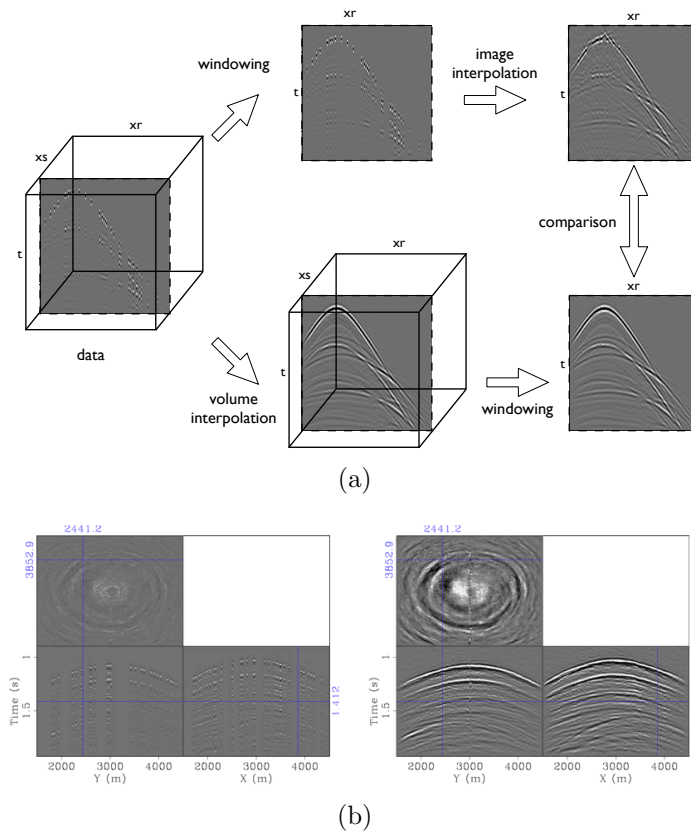 xr
xr
windowing
image
interpolation
t
t
xr
xs
t
comparison
xr
xs
xr
t
data
volume
interpolation
t
windowing
(a)
2441.2
3852.9
1
1.5
Time (s)
1.412
2000 3000 4000 2000 3000 4000
Y (m) X (m)
2441.2
3852.9
1
1.5
Time (s)
2000 3000 4000 2000 3000 4000
Y (m) X (m)
(b)